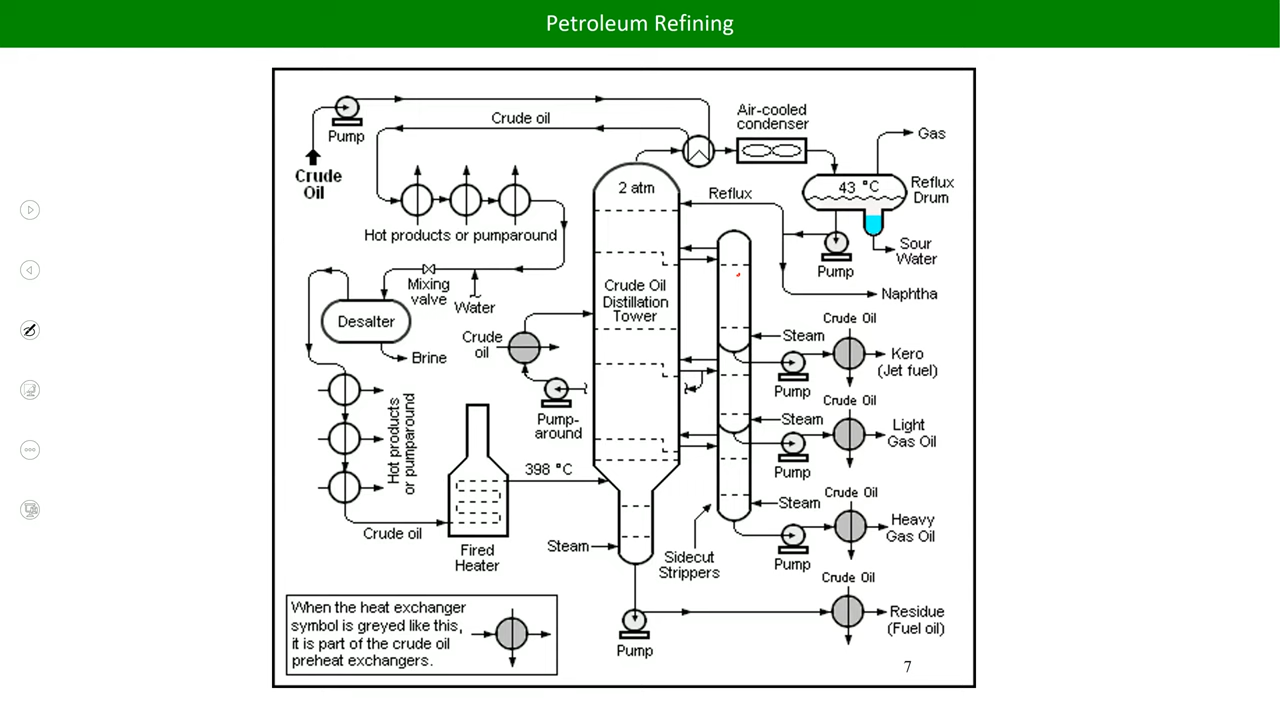 Petroleum Refining
Pump
Crude oil
Crude
Oil
Air-cooled
condenser
Gas
2 atm
43 °C
Reflux
Drum
Reflux
Hot products or pumparound
Sour
Water
Pump
Mixing
valve
Water
Crude Oil
Distillation
Tower
Naphtha
Desalter
Brine
Crude
oil
Steam
Crude Oil
Kero
(Jet fuel)
Pump
Hot products
or pumparound
Pump-
around
Steam
Crude Oil
Light
Gas Oil
Pump
398 °C
Steam
Crude Oil
Heavy
Gas Oil
Crude oil
Fired
Heater
Steam
Sidecut
Strippers
Pump
Crude Oil
When the heat exchanger
symbol is greyed like this,
it is part of the crude oil
preheat exchangers.
Pump
Residue
(Fuel oil)
7